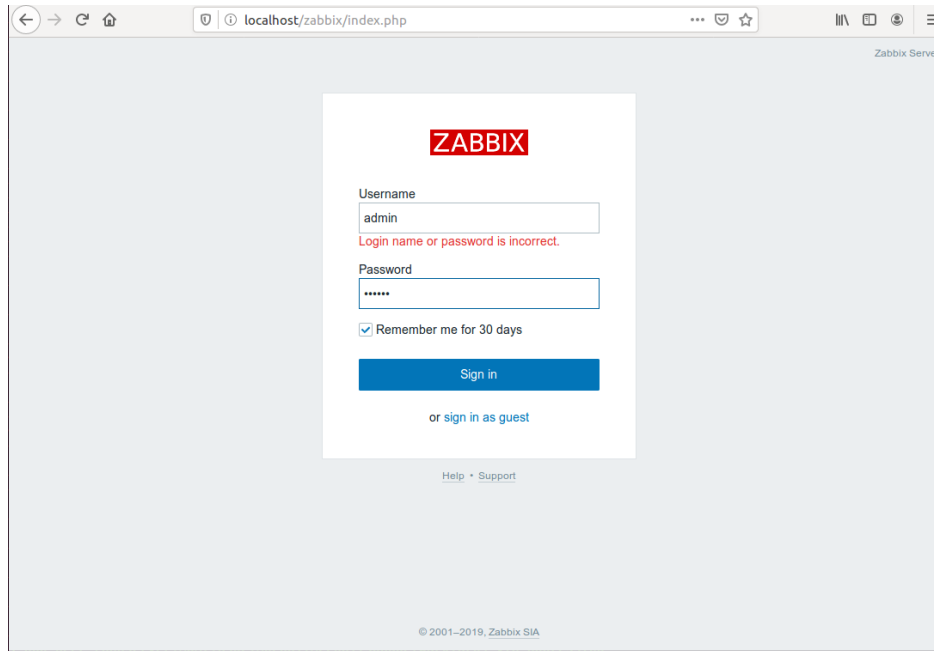 localhost/zabbix/index.php
Zabbix Serve
ZABBIX
Username
admin
Login name or password is incorrect.
Password
••••••
Remember me for 30 days
Sign in
or sign in as guest
Help • Support
© 2001–2019, Zabbix SIA